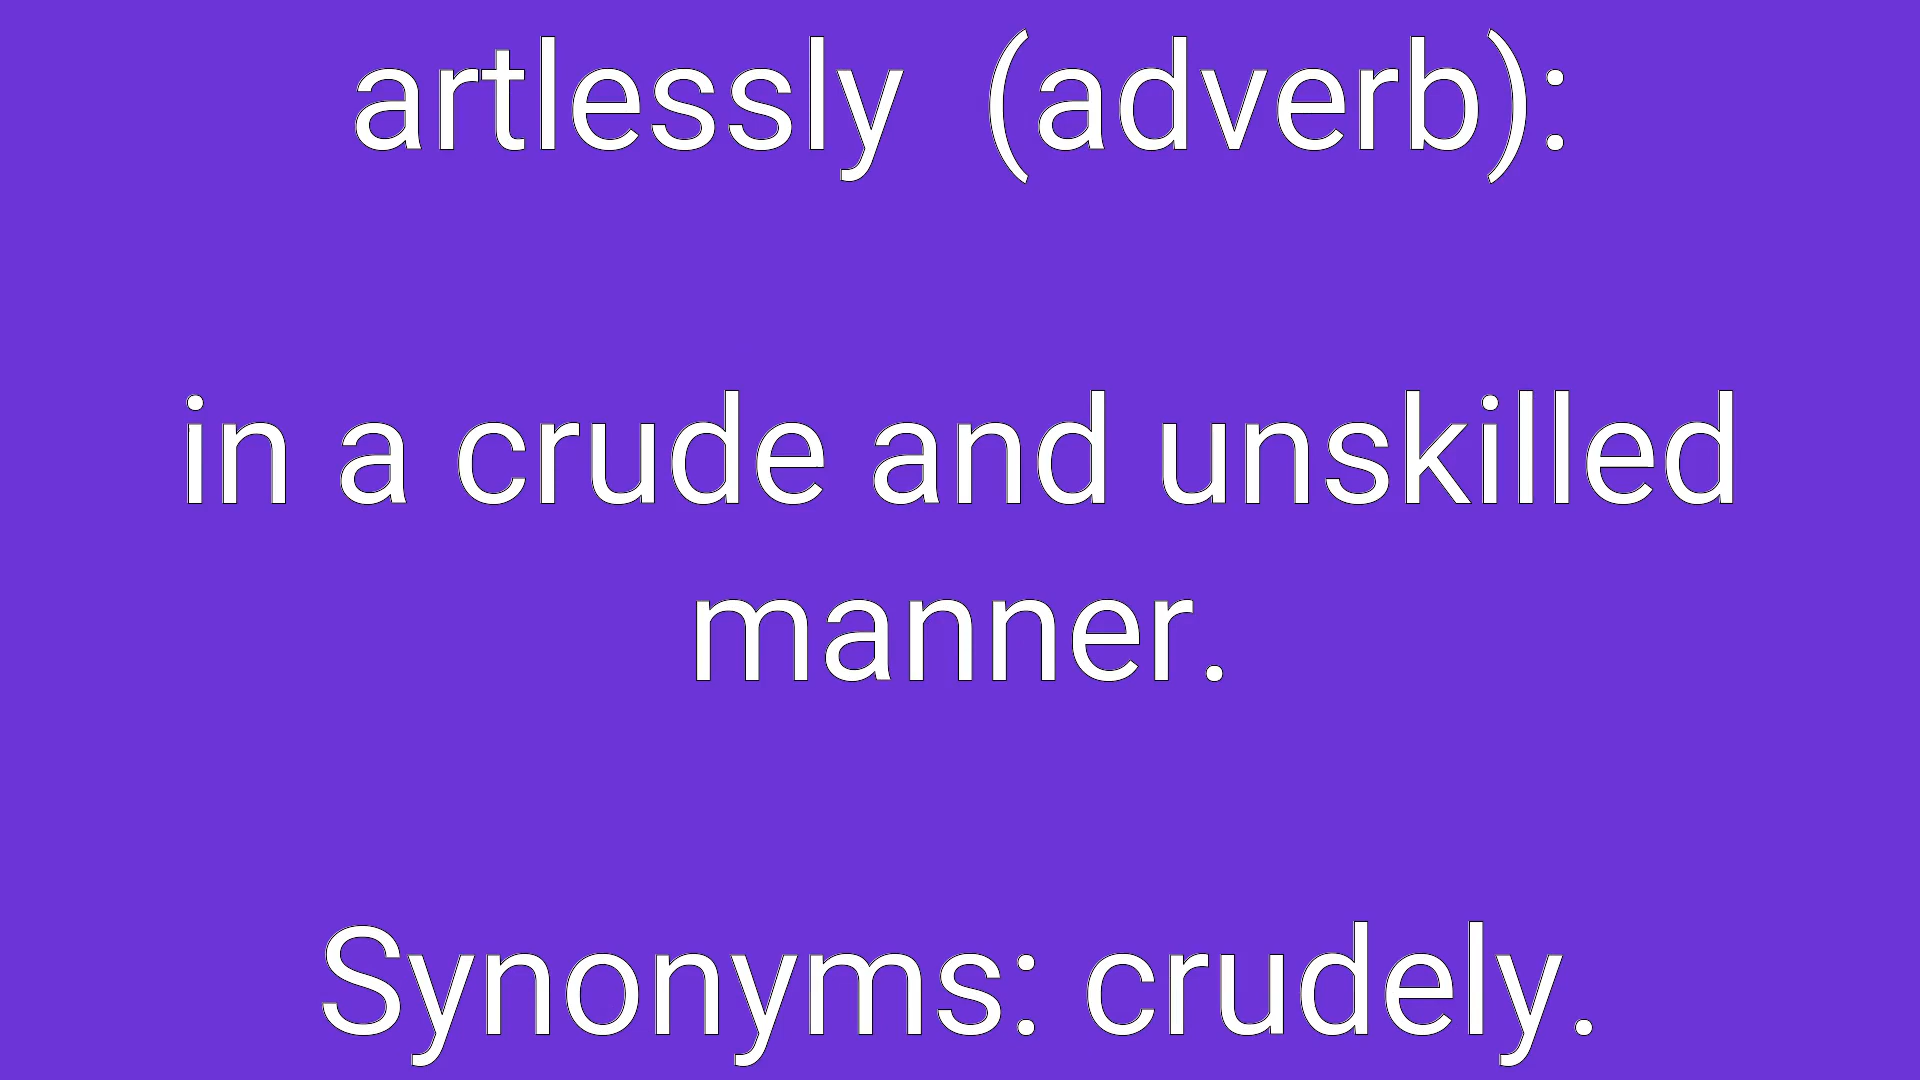 artlessly  (adverb):
in a crude and unskilled
manner.
Synonyms: crudely.